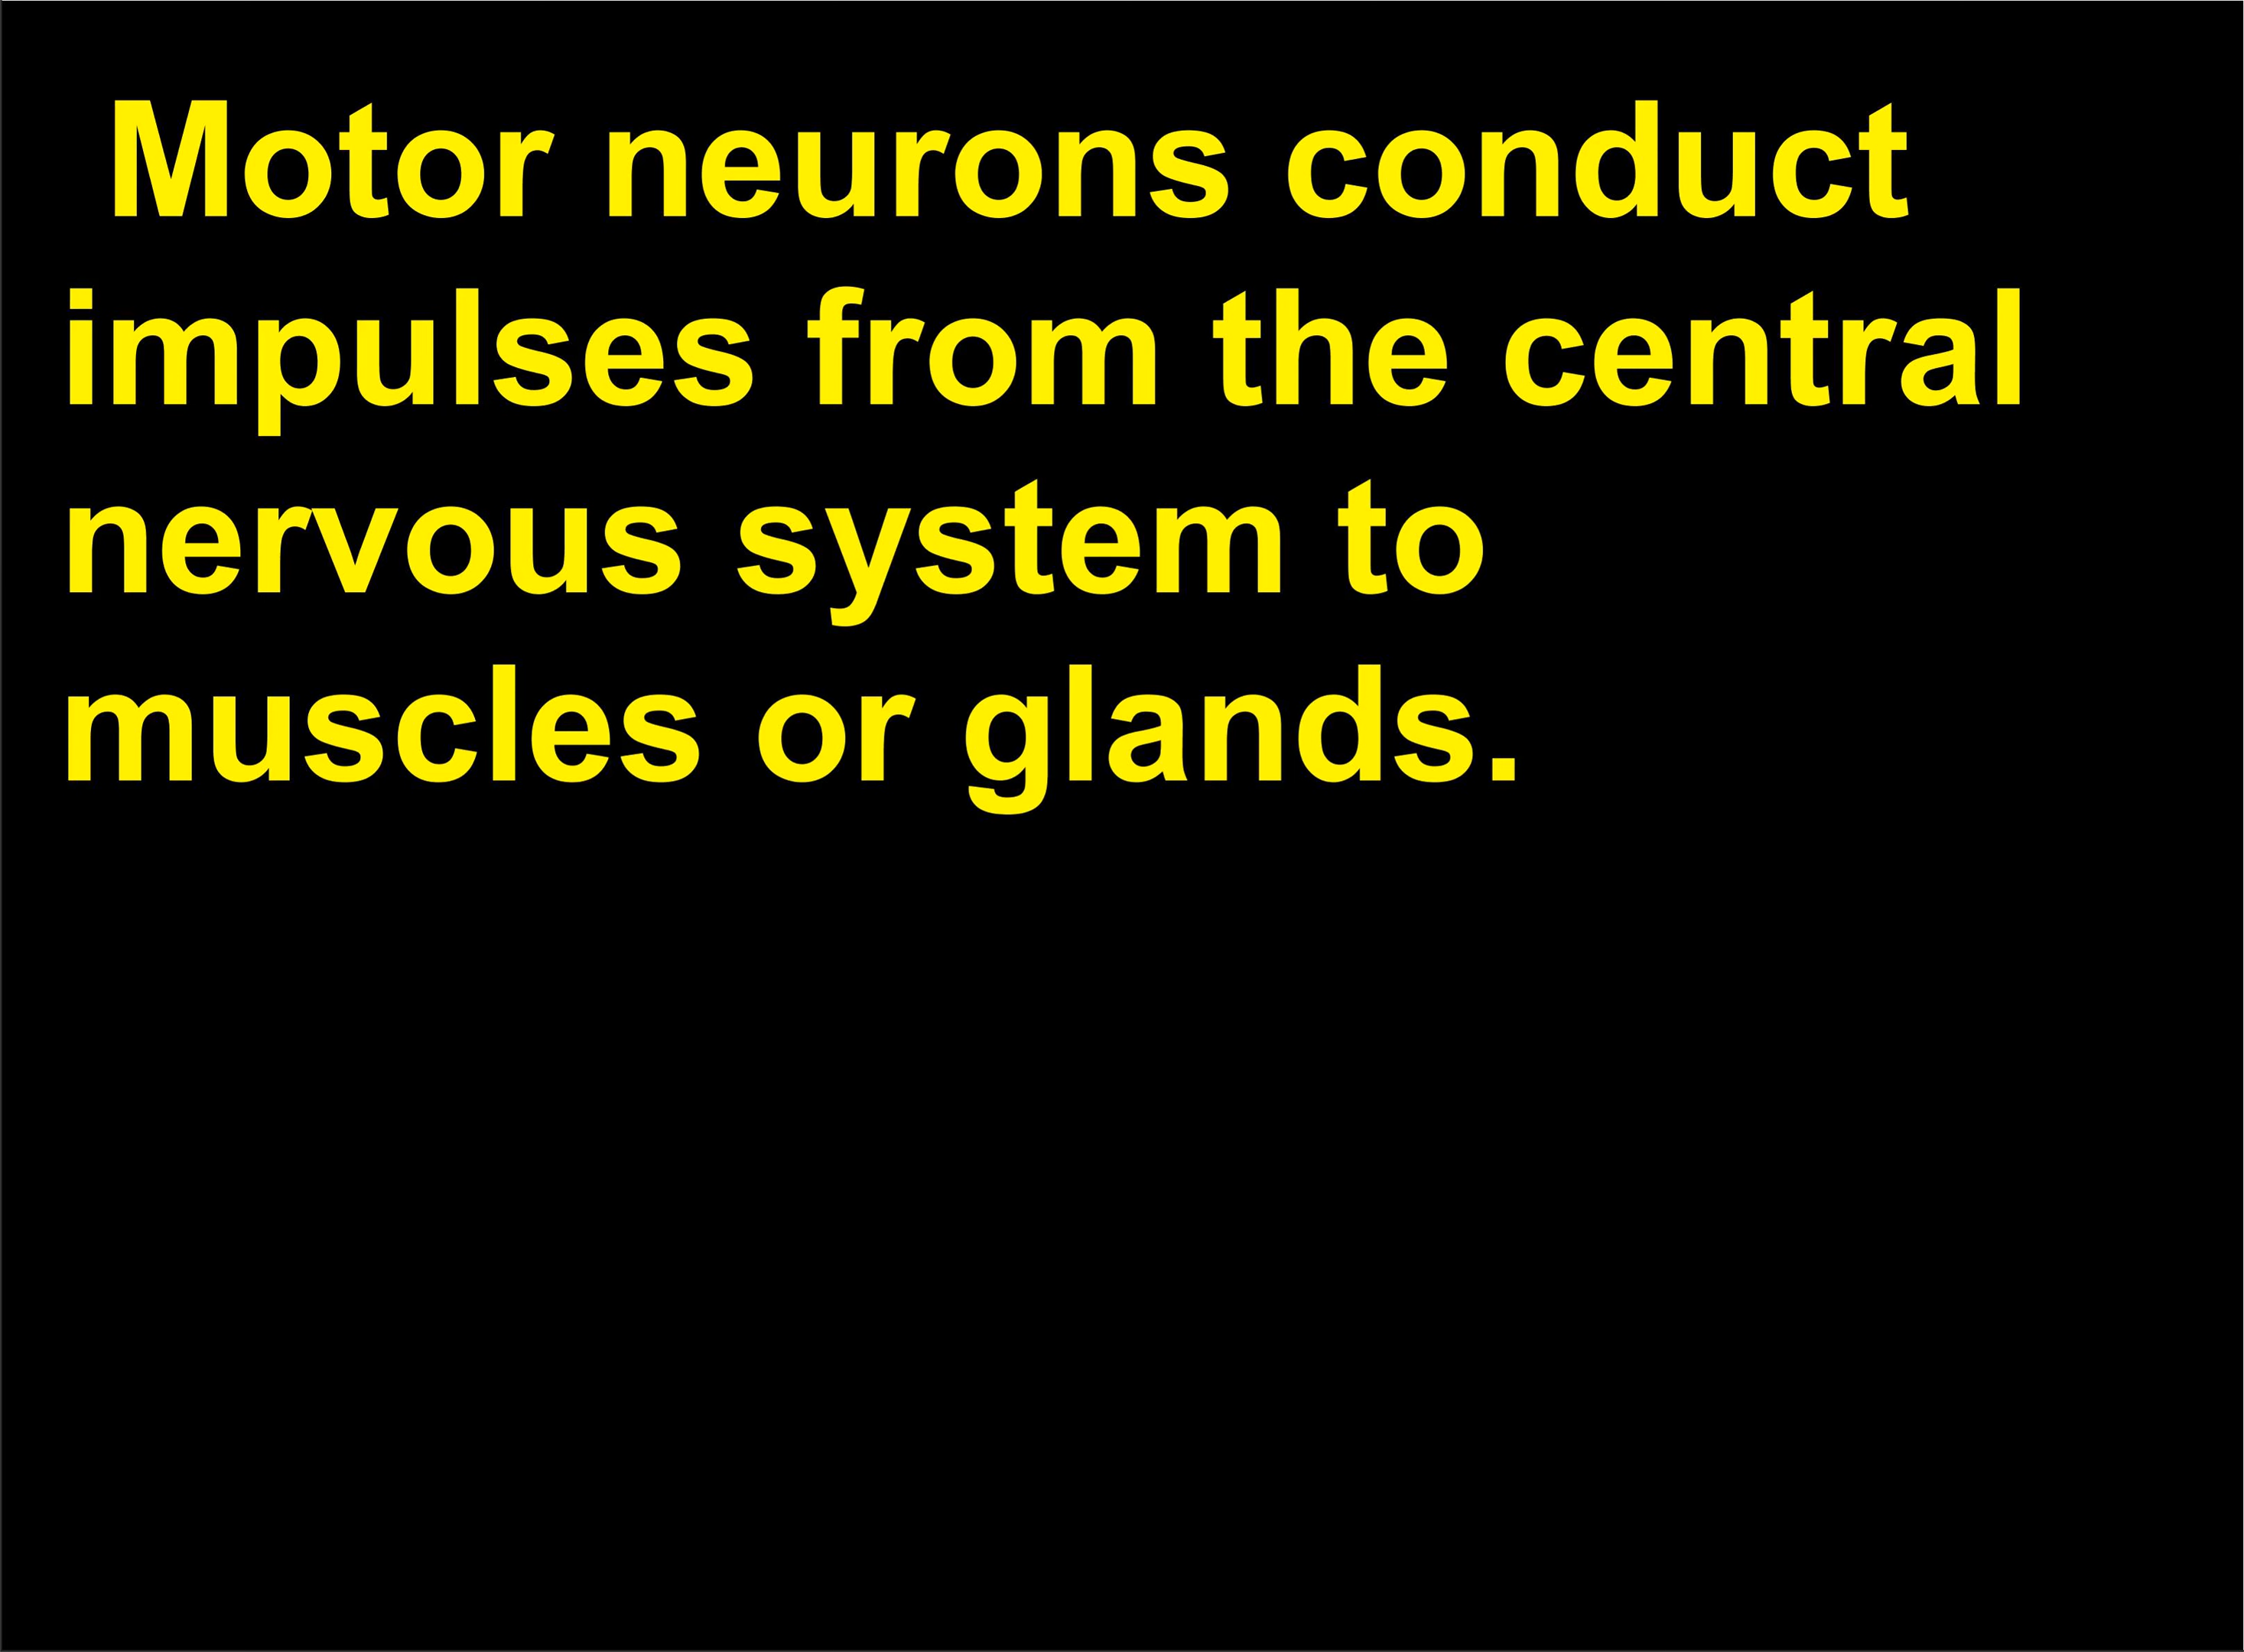 Motor neurons conduct
impulses from the central
nervous system to
muscles or glands.